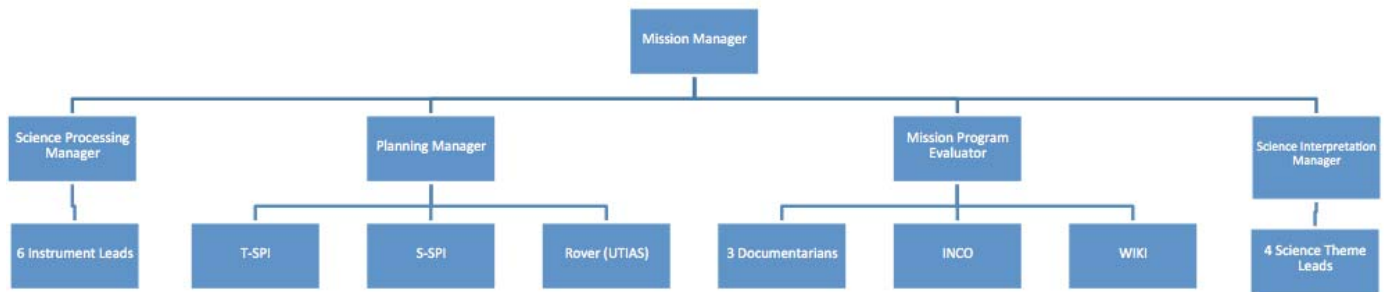 Mission Manager
Science Processing
Manager
Planning Manager
Mission Program
Evaluator
Science Interpretation
Manager
6 Instrument Leads
T-SPI
S-SPI
Rover (UTIAS)
3 Documentarians
INCO
WIKI
4 Science Theme
Leads